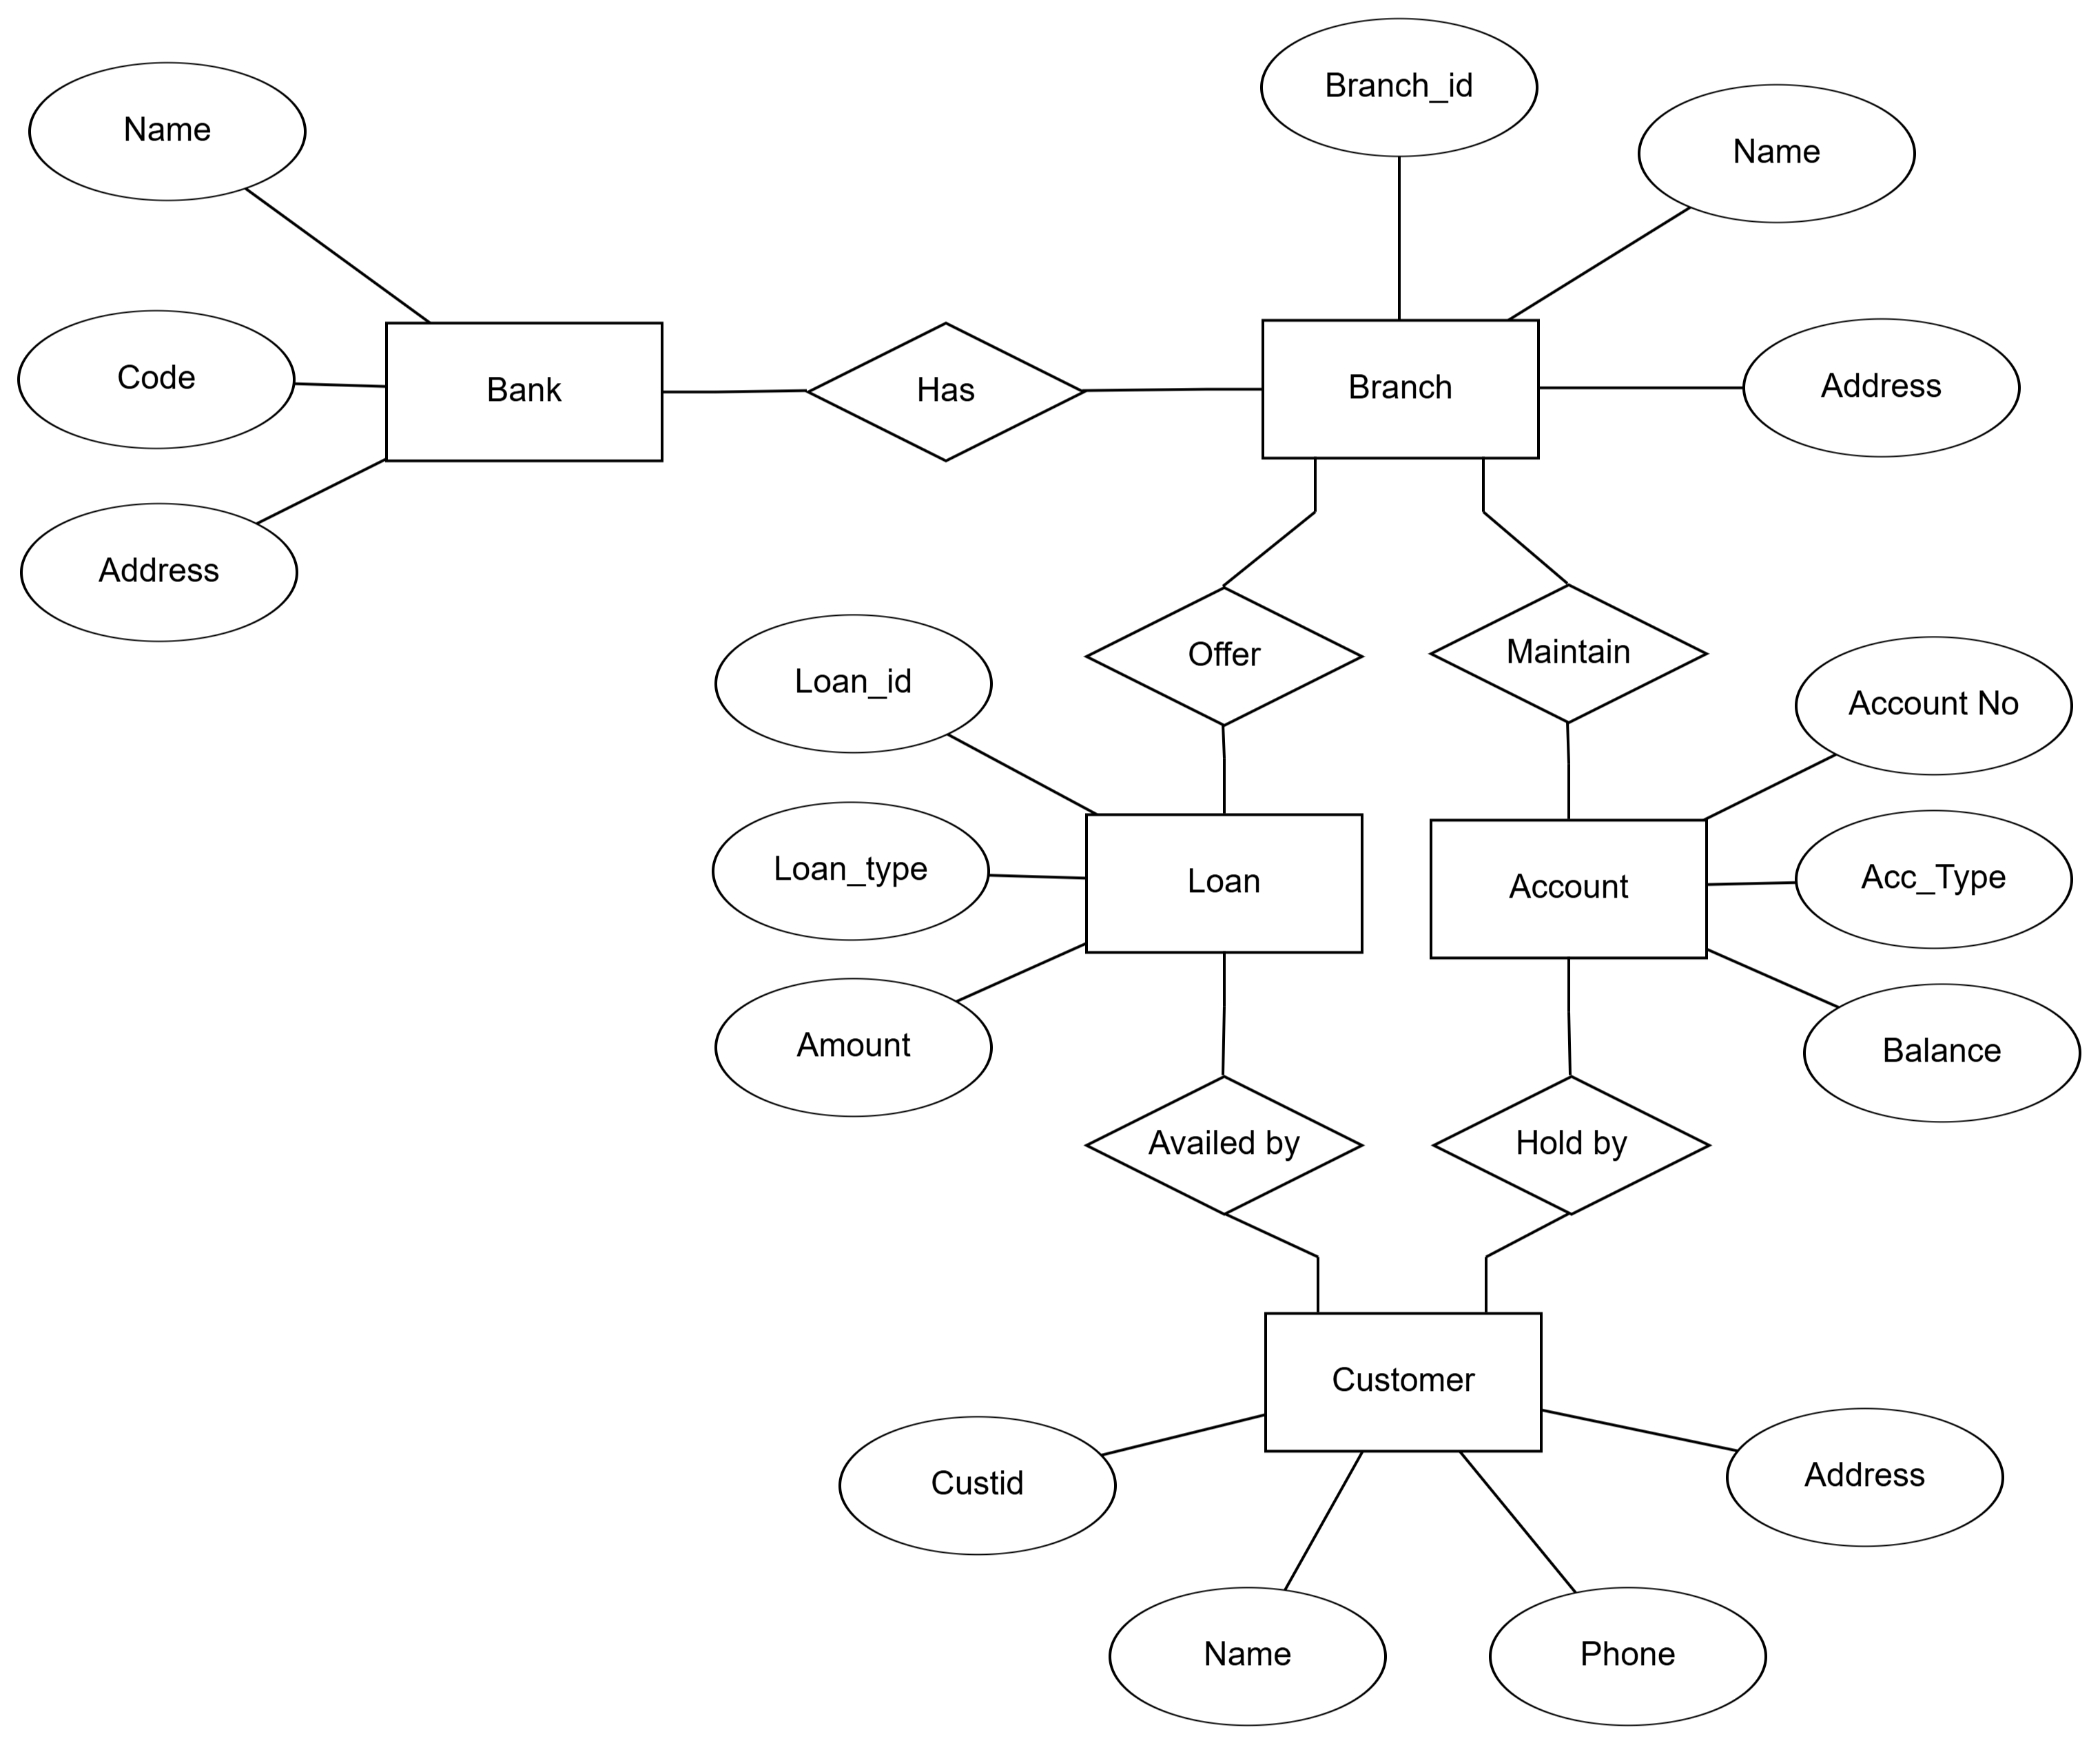 Branch_id
Name
Name
Code
Bank
Has
Branch
Address
Address
Offer
Maintain
Loan_id
Account No
Loan_type
Loan
Account
Acc_Type
Amount
Balance
Availed by
Hold by
Customer
Custid
Address
Name
Phone